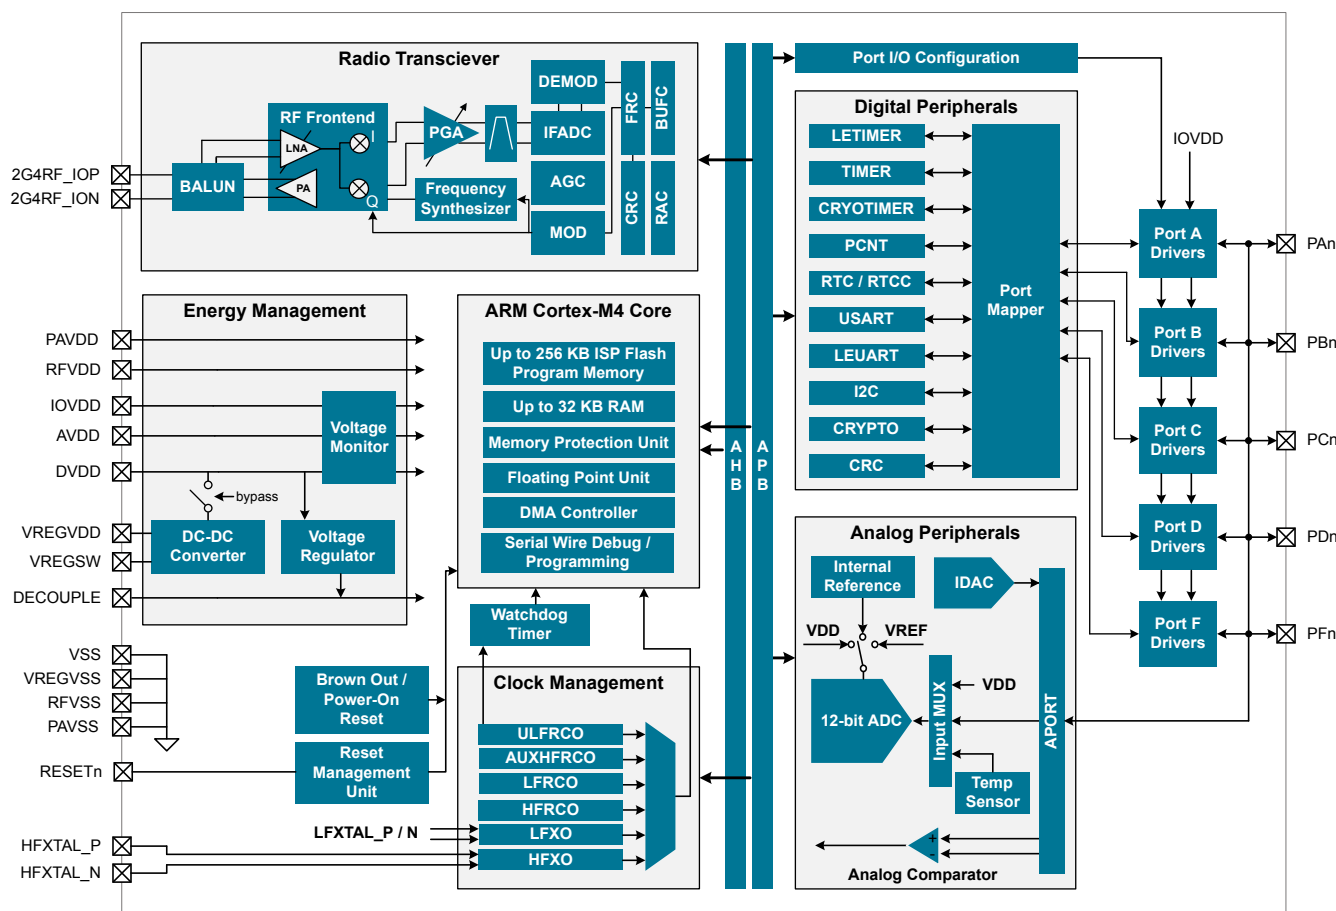 Radio Transciever
RF Frontend
LNA
PA
I
Q
BALUN
PGA
DEMOD
IFADC
AGC
MOD
Frequency
Synthesizer
FRC
BUFC
CRC
RAC
2G4RF_IOP
2G4RF_ION
Energy Management
PAVDD
RFVDD
IOVDD
AVDD
DVDD
VREGVDD
VREGSW
DECOUPLE
Voltage
Monitor
bypass
DC-DC
Converter
Voltage
Regulator
VSS
VREGVSS
RFVSS
PAVSS
RESETn
HFXTAL_P
HFXTAL_N
Brown Out /
Power-On
Reset
Reset
Management
Unit
LFXTAL_P / N
ARM Cortex-M4 Core
Up to 256 KB ISP Flash
Program Memory
Up to 32 KB RAM
Memory Protection Unit
Floating Point Unit
DMA Controller
Serial Wire Debug /
Programming
Watchdog
Timer
Clock Management
ULFRCO
AUXHFRCO
LFRCO
HFRCO
LFXO
HFXO
AHB
APB
Port I/O Configuration
Digital Peripherals
LETIMER
TIMER
CRYOTIMER
PCNT
RTC / RTCC
USART
LEUART
I2C
CRYPTO
CRC
Port
Mapper
IOVDD
Port A
Drivers
Port B
Drivers
Port C
Drivers
Port D
Drivers
Port F
Drivers
PAn
PBn
PCn
PDn
PFn
Analog Peripherals
Internal
Reference
IDAC
VDD
VREF
12-bit ADC
Input MUX
VDD
APORT
Temp
Sensor
+
-
Analog Comparator